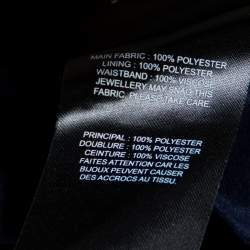 MAIN FABRIC : 100% POLYESTER
LINING : 100% POLYESTER
WAISTBAND : 100% VISCOSE
JEWELLERY MAY SNAG THIS
FABRIC. PLEASE TAKE CARE.
PRINCIPAL : 100% POLYESTER
DOUBLURE : 100% POLYESTER
CEINTURE : 100% VISCOSE
FAITES ATTENTION CAR LES
BIJOUX PEUVENT CAUSER
DES ACCROCS AU TISSU.